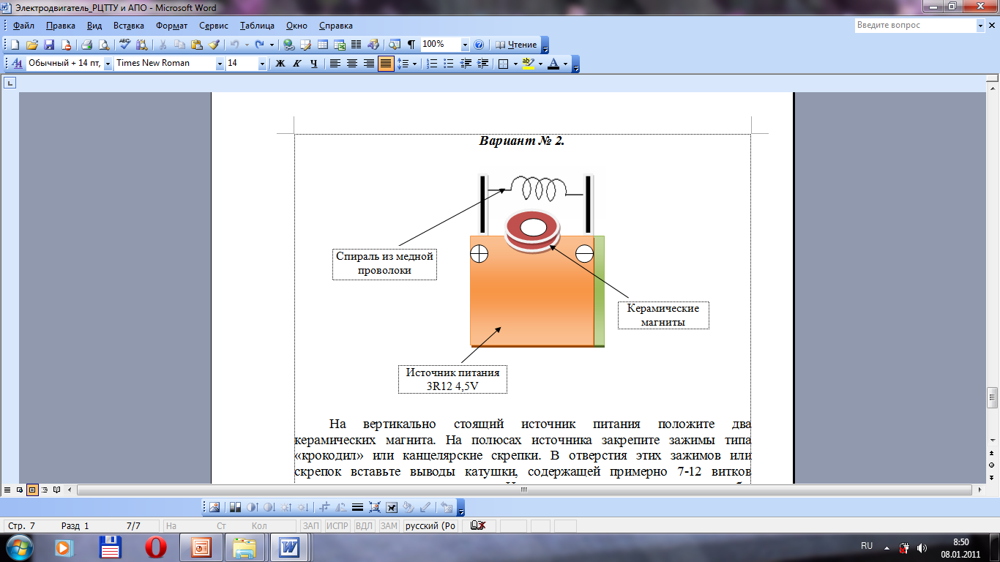 Электродвигатель_РЦТТУ и АПО - Microsoft Word
Файл Правка Вид Вставка Формат Сервис Таблица Окно Справка
Введите вопрос
100% Чтение
Обычный + 14 пт, Times New Roman 14 Ж К Ч
Вариант № 2.
Спираль из медной
проволоки
Керамические
магниты
Источник питания
3R12 4,5V
На вертикально стоящий источник питания положите два
керамических магнита. На полюсах источника закрепите зажимы типа
«крокодил» или канцелярские скрепки. В отверстия этих зажимов или
скрепок вставьте выводы катушки, содержащей примерно 7-12 витков
Стр. 7 Разд 1 7/7 На Ст Кол ЗАП ИСПР ВДЛ ЗАМ русский (Ро
RU
8:50
08.01.2011